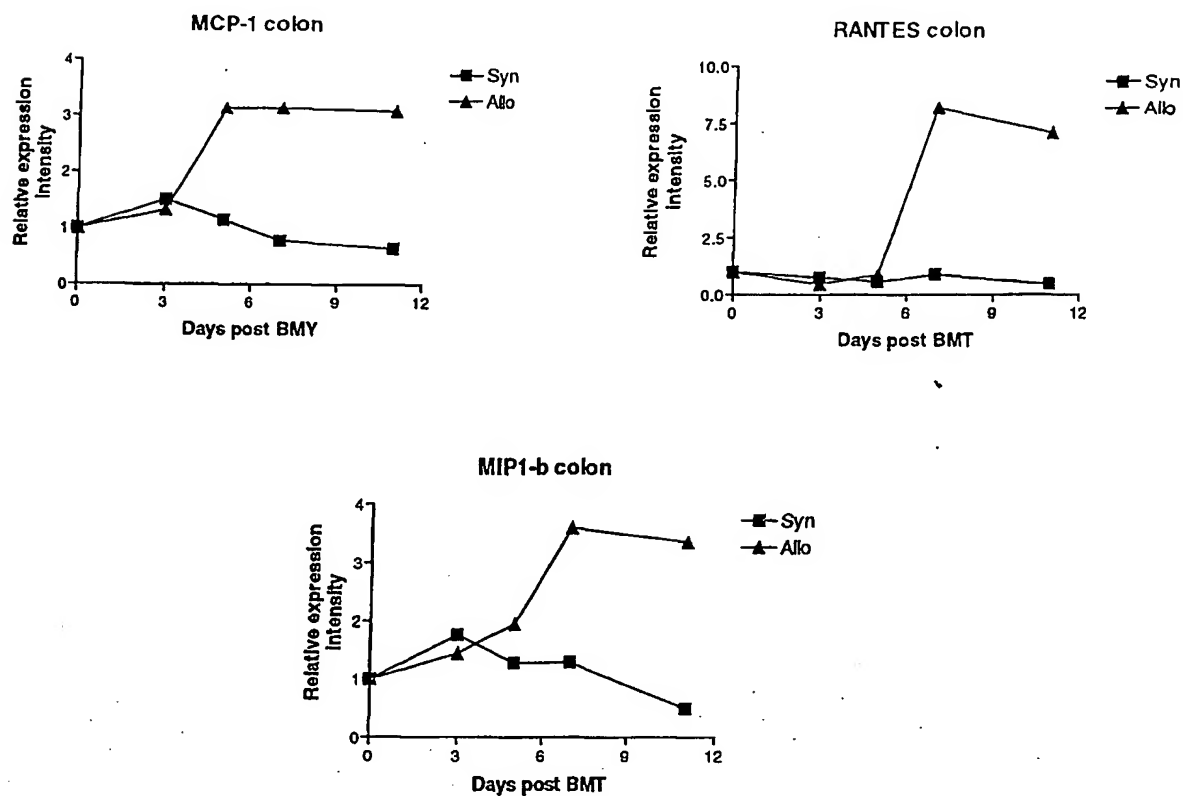 MCP-1 colon
Relative expression
Intensity
4
3
2
1
0
0 3 6 9 12
Days post BMY
Syn
Allo
RANTES colon
Relative expression
Intensity
10.0
7.5
5.0
2.5
0.0
0 3 6 9 12
Days post BMT
Syn
Allo
MIP1-b colon
Relative expression
Intensity
4
3
2
1
0
0 3 6 9 12
Days post BMT
Syn
Allo